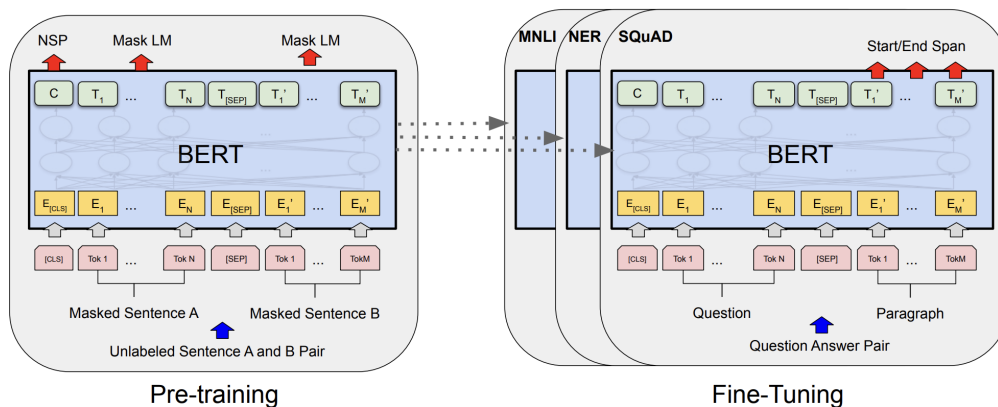 NSP Mask LM Mask LM
C T1 ... TN T[SEP] T1' ... TM'
...
...
BERT
E[CLS] E1 ... EN E[SEP] E1' ... EM'
[CLS] Tok 1 ... Tok N [SEP] Tok 1 ... TokM
Masked Sentence A Masked Sentence B
Unlabeled Sentence A and B Pair
Pre-training
MNLI NER SQuAD
Start/End Span
C T1 ... TN T[SEP] T1' ... TM'
...
...
BERT
E[CLS] E1 ... EN E[SEP] E1' ... EM'
[CLS] Tok 1 ... Tok N [SEP] Tok 1 ... TokM
Question Paragraph
Question Answer Pair
Fine-Tuning